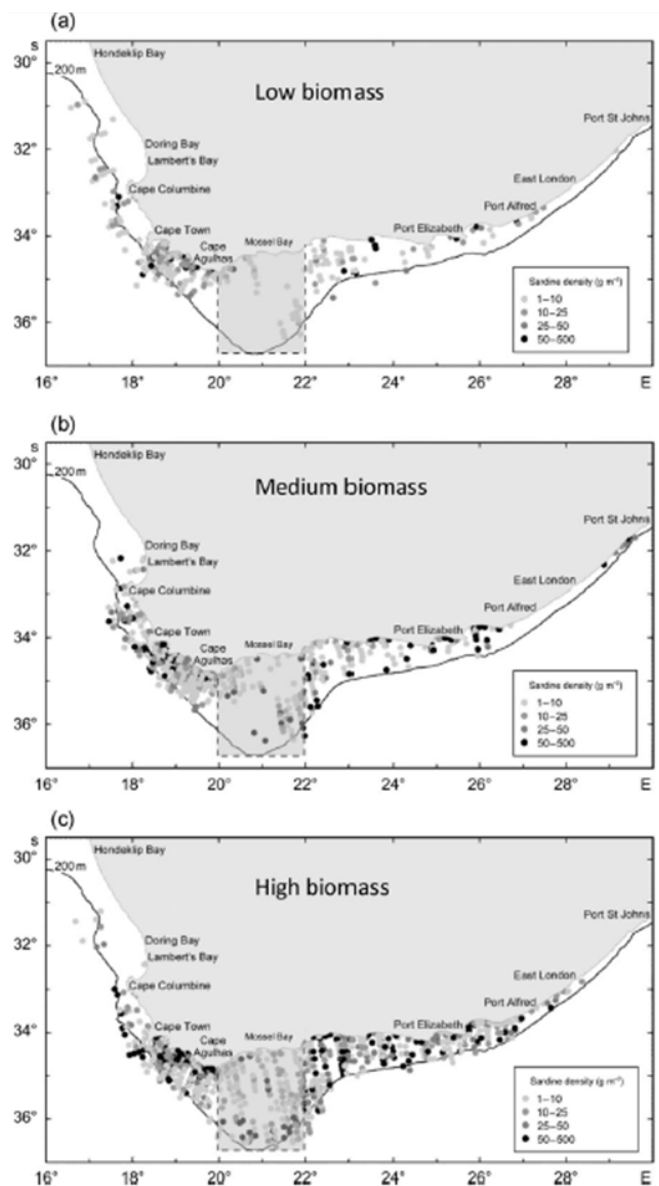 (a)
S
30°
32°
34°
36°
Hondeklip Bay
200 m
Low biomass
Port St Johns
Doring Bay
Lambert's Bay
East London
Cape Columbine
Port Alfred
Cape Town
Port Elizabeth
Cape
Agulhas
Mossel Bay
Sardine density (g m⁻²)
1–10
10–25
25–50
50–500
16° 18° 20° 22° 24° 26° 28° E
(b)
S
30°
32°
34°
36°
Hondeklip Bay
200 m
Medium biomass
Port St Johns
Doring Bay
Lambert's Bay
East London
Cape Columbine
Port Alfred
Cape Town
Port Elizabeth
Cape
Agulhas
Mossel Bay
Sardine density (g m⁻²)
1–10
10–25
25–50
50–500
16° 18° 20° 22° 24° 26° 28° E
(c)
S
30°
32°
34°
36°
Hondeklip Bay
200 m
High biomass
Port St Johns
Doring Bay
Lambert's Bay
East London
Cape Columbine
Port Alfred
Cape Town
Port Elizabeth
Cape
Agulhas
Mossel Bay
Sardine density (g m⁻²)
1–10
10–25
25–50
50–500
16° 18° 20° 22° 24° 26° 28° E